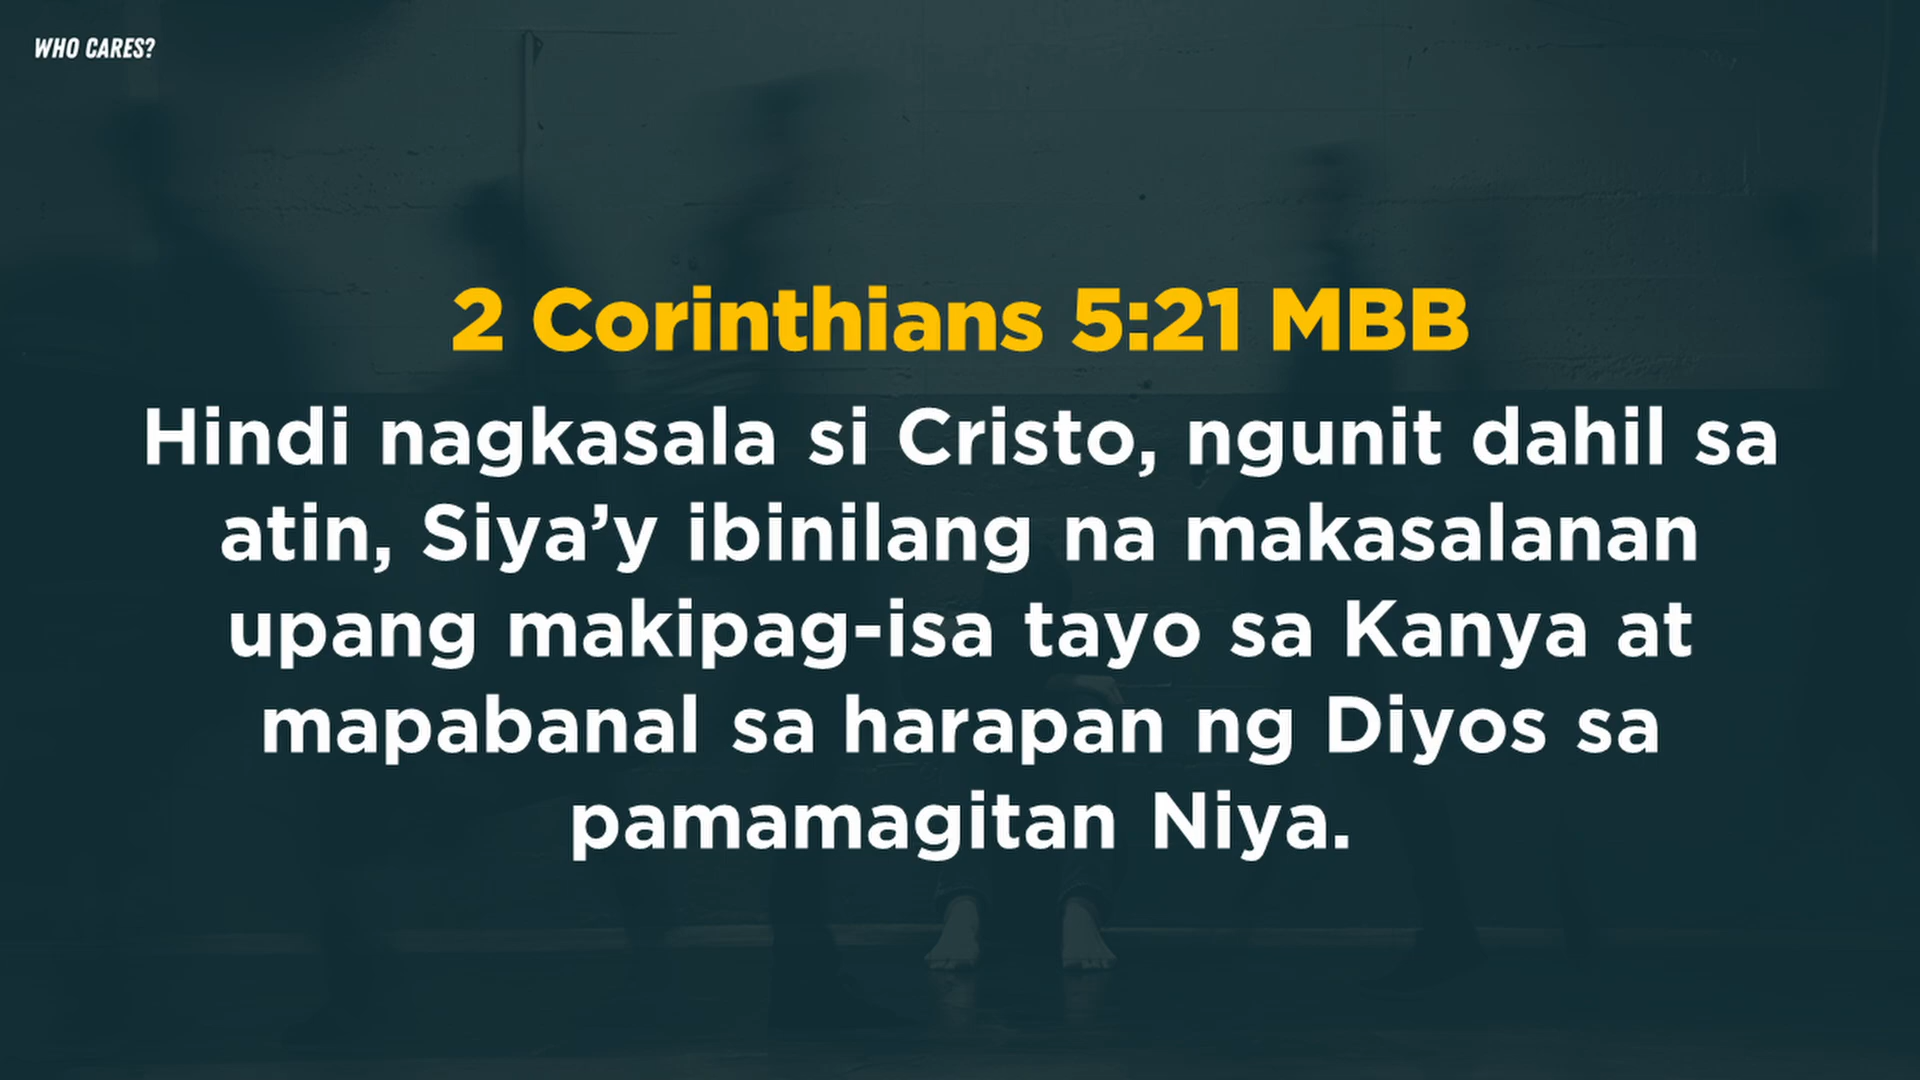 WHO CARES?
2 Corinthians 5:21 MBB
Hindi nagkasala si Cristo, ngunit dahil sa
atin, Siya’y ibinilang na makasalanan
upang makipag-isa tayo sa Kanya at
mapabanal sa harapan ng Diyos sa
pamamagitan Niya.